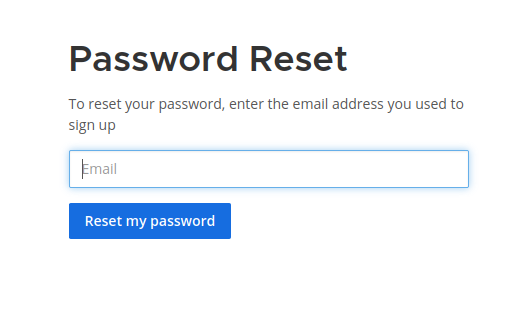 Password Reset
To reset your password, enter the email address you used to
sign up
Email
Reset my password